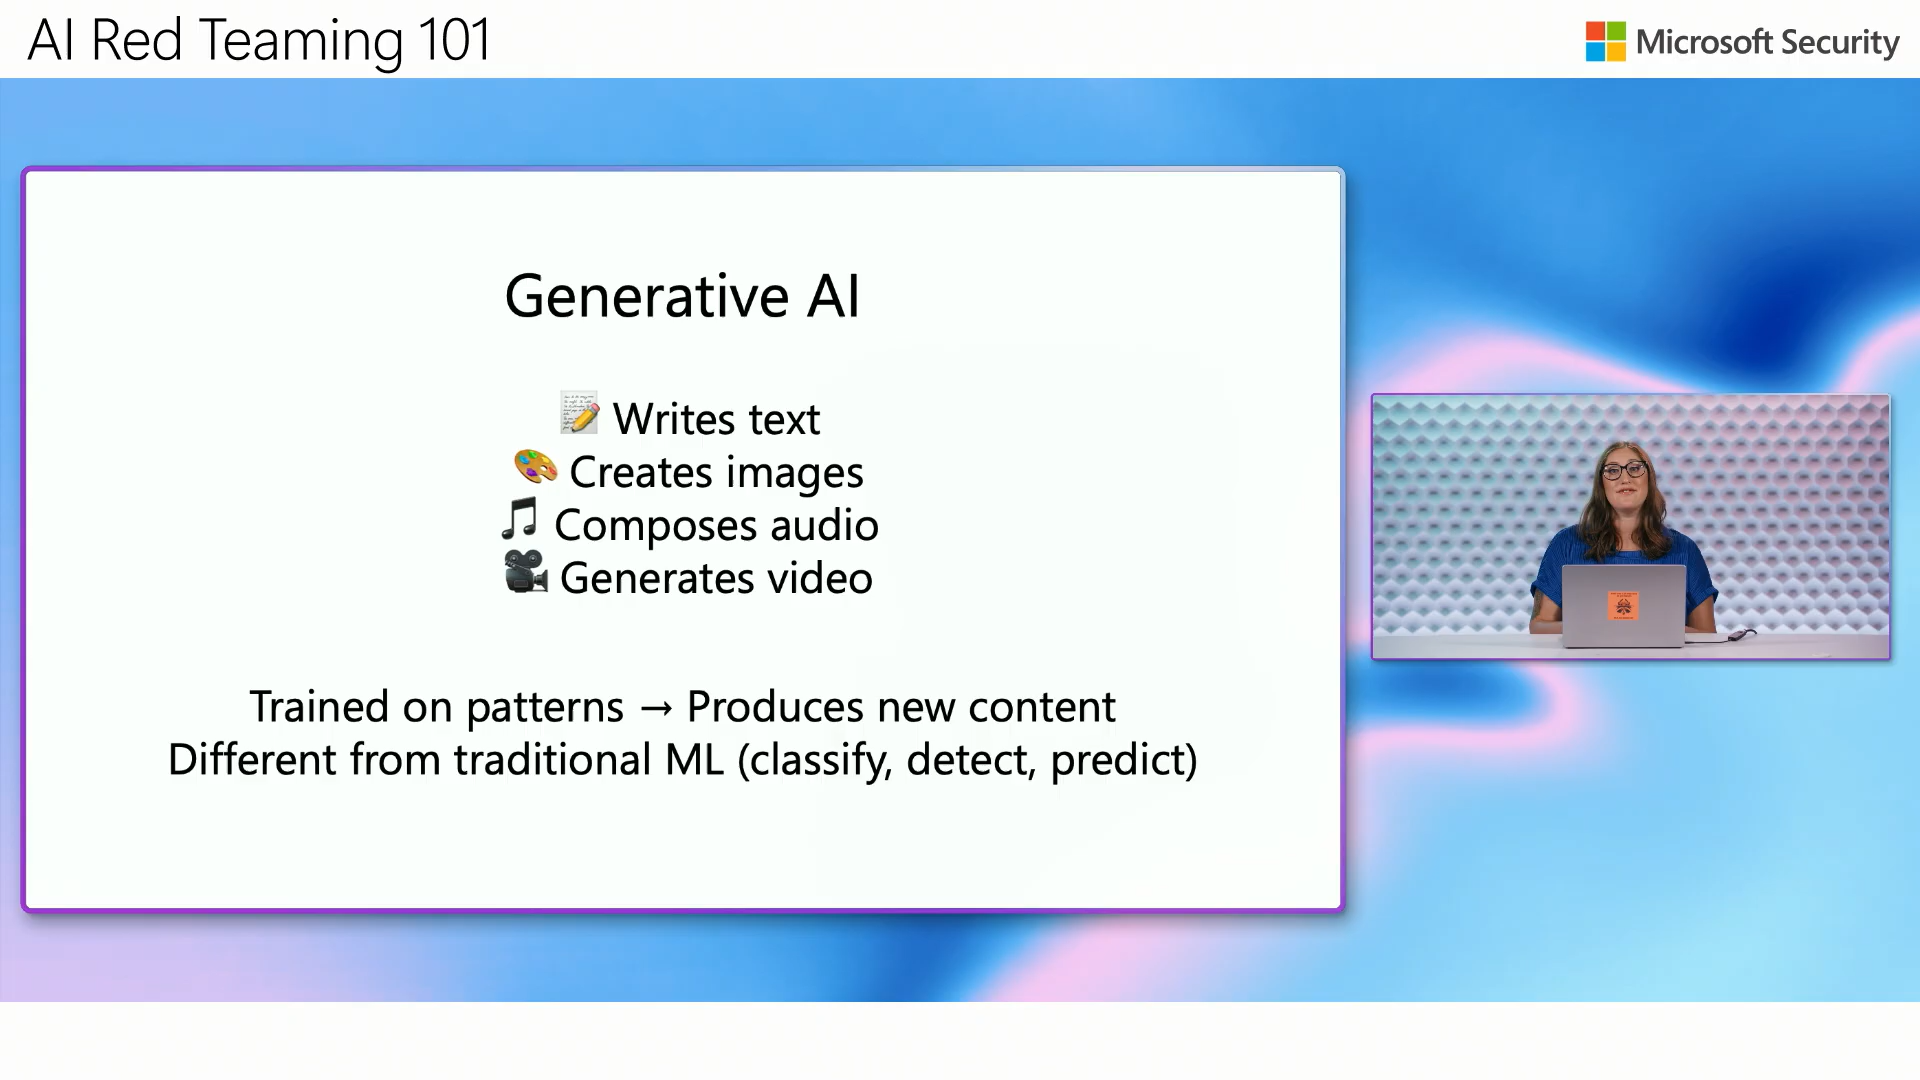 AI Red Teaming 101
Microsoft Security
Generative AI
📝 Writes text
🎨 Creates images
🎵 Composes audio
🎥 Generates video
Trained on patterns → Produces new content
Different from traditional ML (classify, detect, predict)